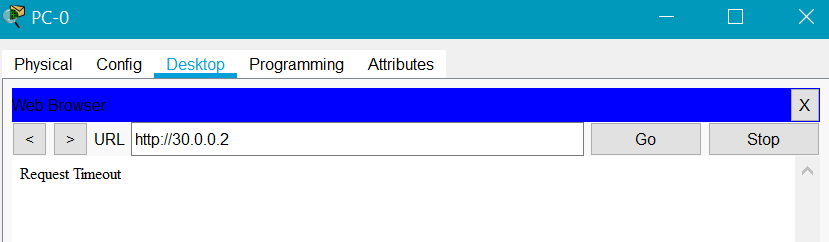 PC-0
Physical Config Desktop Programming Attributes
Web Browser X
< > URL http://30.0.0.2 Go Stop
Request Timeout